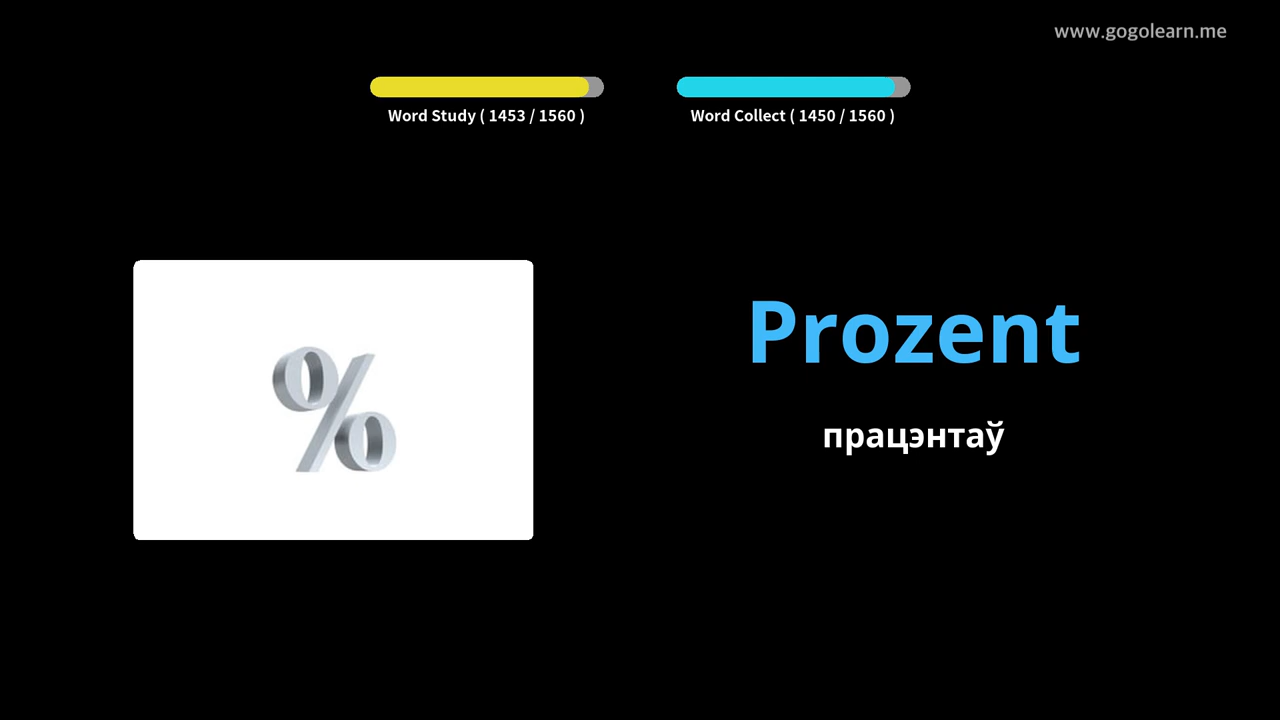 www.gogolearn.me
Word Study ( 1453 / 1560 )
Word Collect ( 1450 / 1560 )
%
Prozent
працэнтаў